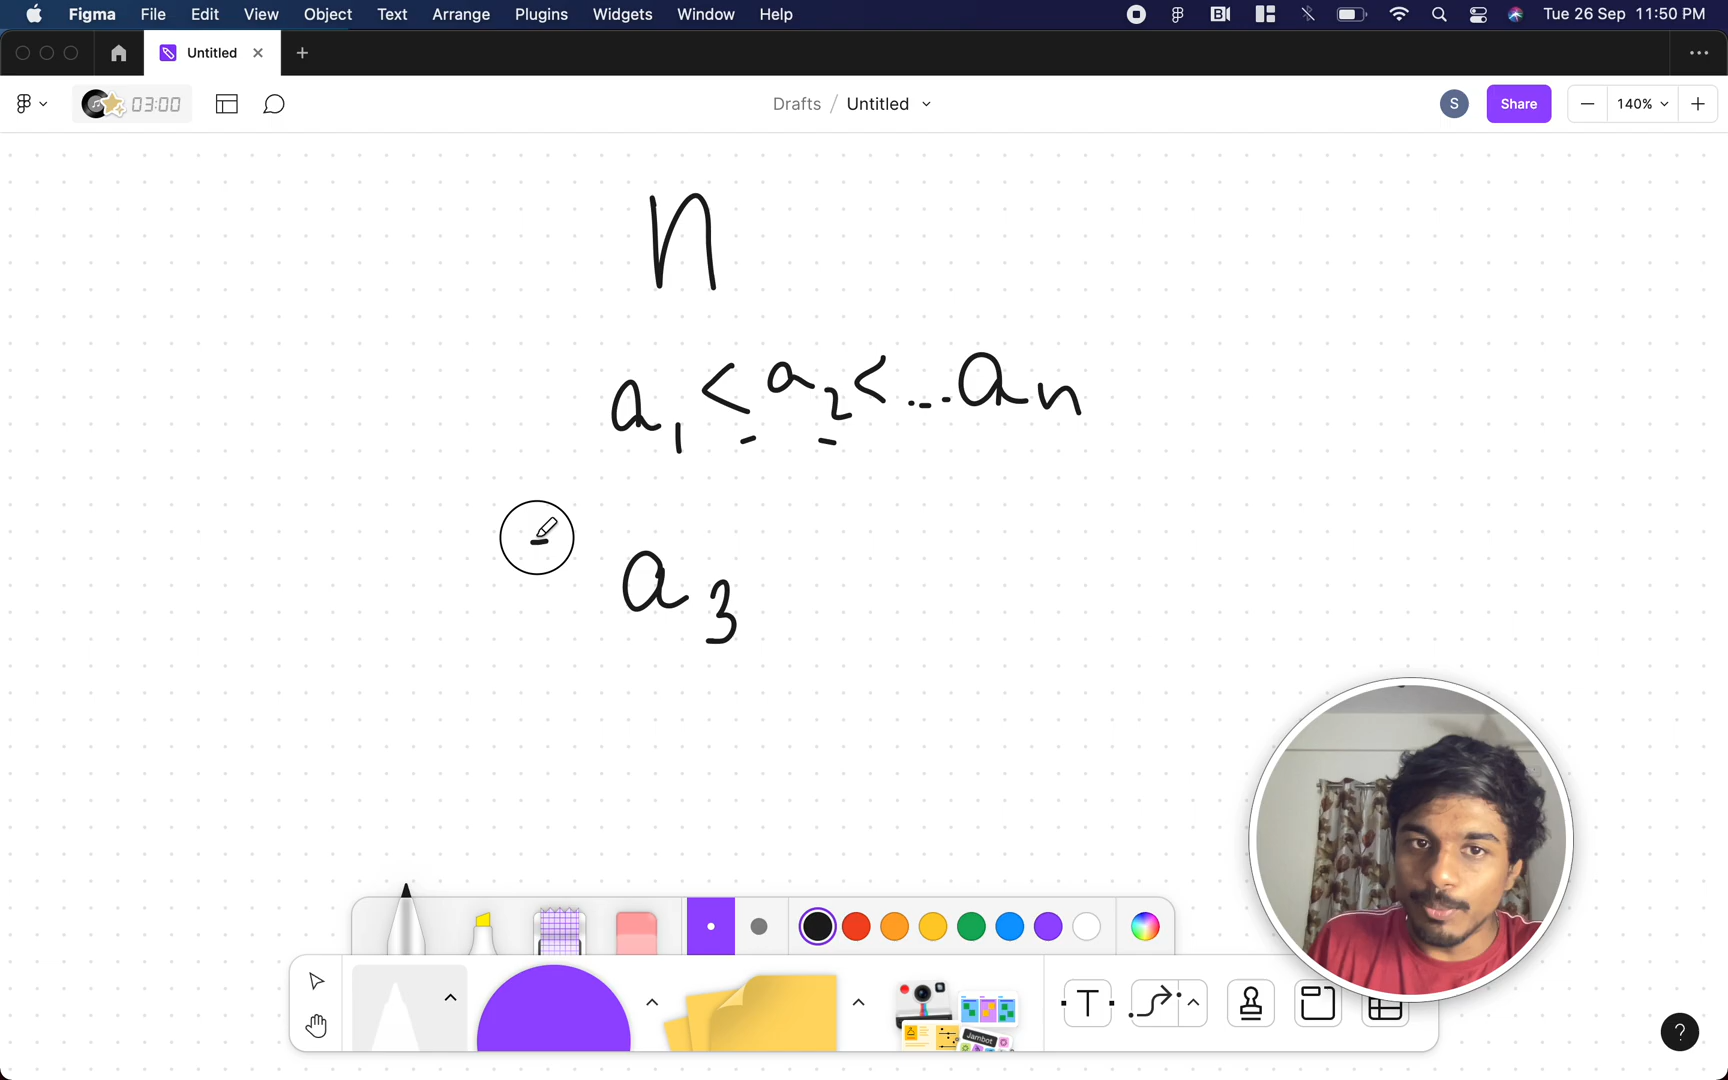 Figma File Edit View Object Text Arrange Plugins Widgets Window Help Tue 26 Sep 11:50 PM
Untitled
03:00 Drafts / Untitled S Share 140%
n
a₁ < a₂ < ... aₙ
a₃
T
Jambot
?